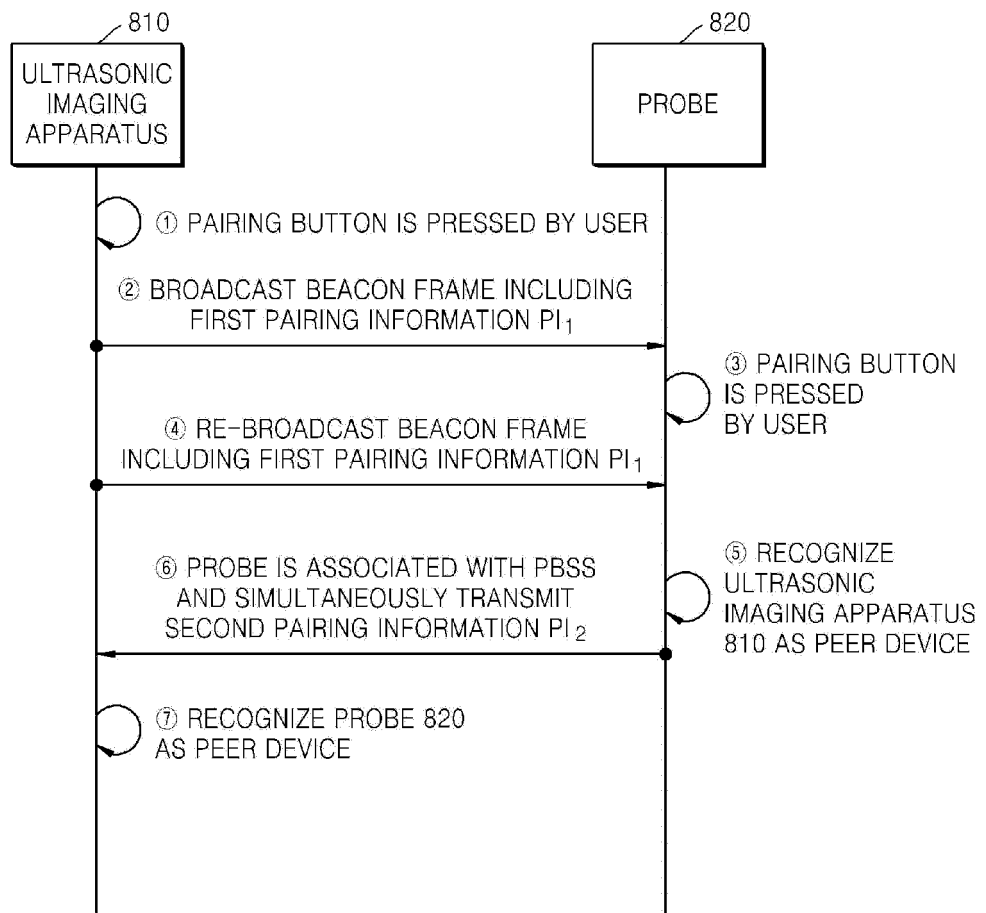 810
820
ULTRASONIC
IMAGING
APPARATUS
PROBE
① PAIRING BUTTON IS PRESSED BY USER
② BROADCAST BEACON FRAME INCLUDING
FIRST PAIRING INFORMATION PI1
③ PAIRING BUTTON
IS PRESSED
BY USER
④ RE-BROADCAST BEACON FRAME
INCLUDING FIRST PAIRING INFORMATION PI1
⑤ RECOGNIZE
ULTRASONIC
IMAGING APPARATUS
810 AS PEER DEVICE
⑥ PROBE IS ASSOCIATED WITH PBSS
AND SIMULTANEOUSLY TRANSMIT
SECOND PAIRING INFORMATION PI2
⑦ RECOGNIZE PROBE 820
AS PEER DEVICE